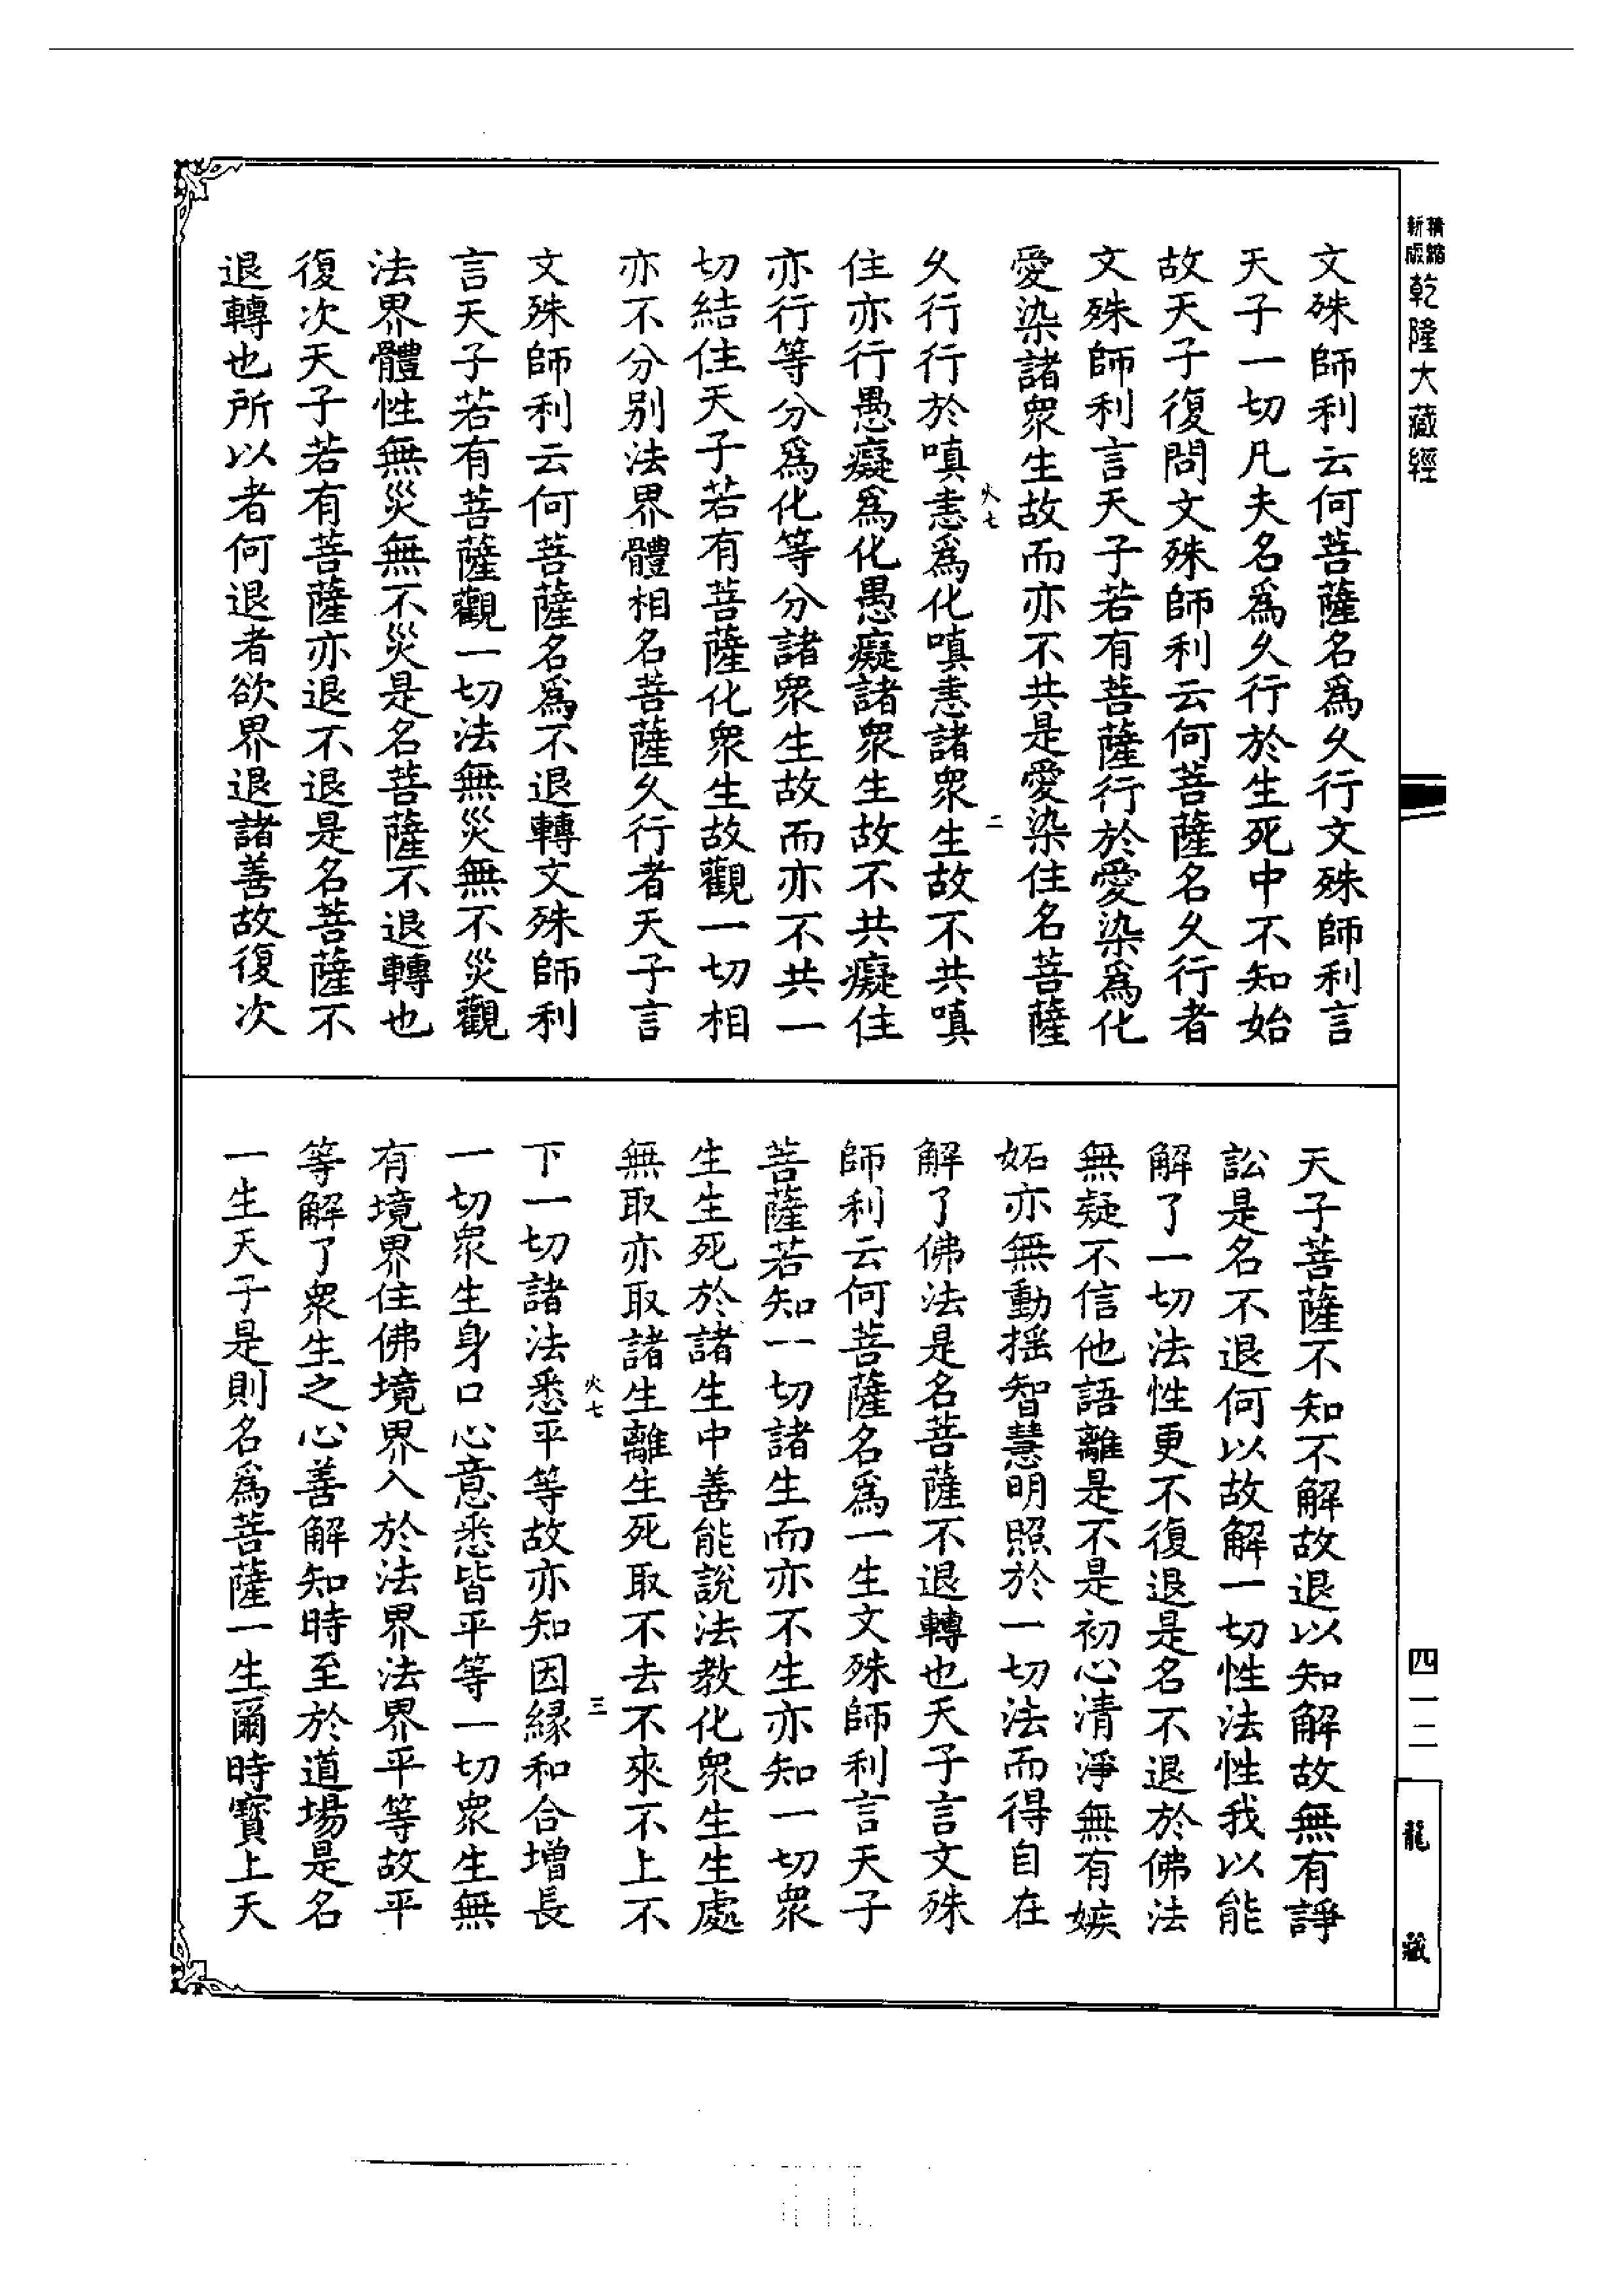 精縮新版乾隆大藏經
文殊師利云何菩薩名爲久行文殊師利言
天子一切凡夫名爲久行於生死中不知始
故天子復問文殊師利云何菩薩名久行者
文殊師利言天子若有菩薩行於愛染爲化
愛染諸衆生故而亦不共是愛染住名菩薩
火七
二
久行行於嗔恚爲化嗔恚諸衆生故不共嗔
住亦行愚癡爲化愚癡諸衆生故不共癡住
亦行等分爲化等分諸衆生故而亦不共一
切結住天子若有菩薩化衆生故觀一切相
亦不分别法界體相名菩薩久行者天子言
文殊師利云何菩薩名爲不退轉文殊師利
言天子若有菩薩觀一切法無災無不災觀
法界體性無災無不災是名菩薩不退轉也
復次天子若有菩薩亦退不退是名菩薩不
退轉也所以者何退者欲界退諸善故復次
天子菩薩不知不解故退以知解故無有諍
訟是名不退何以故解一切性法性我以能
解了一切法性更不復退是名不退於佛法
無疑不信他語離是不是初心清淨無有嫉
妬亦無動揺智慧明照於一切法而得自在
解了佛法是名菩薩不退轉也天子言文殊
師利云何菩薩名爲一生文殊師利言天子
菩薩若知一切諸生而亦不生亦知一切衆
生生死於諸生中善能說法教化衆生生處
無取亦取諸生離生死取不去不來不上不
火七
三
下一切諸法悉平等故亦知因縁和合增長
一切衆生身口心意悉皆平等一切衆生無
有境界住佛境界入於法界法界平等故平
等解了衆生之心善解知時至於道場是名
一生天子是則名爲菩薩一生爾時寶上天
四一二
龍藏